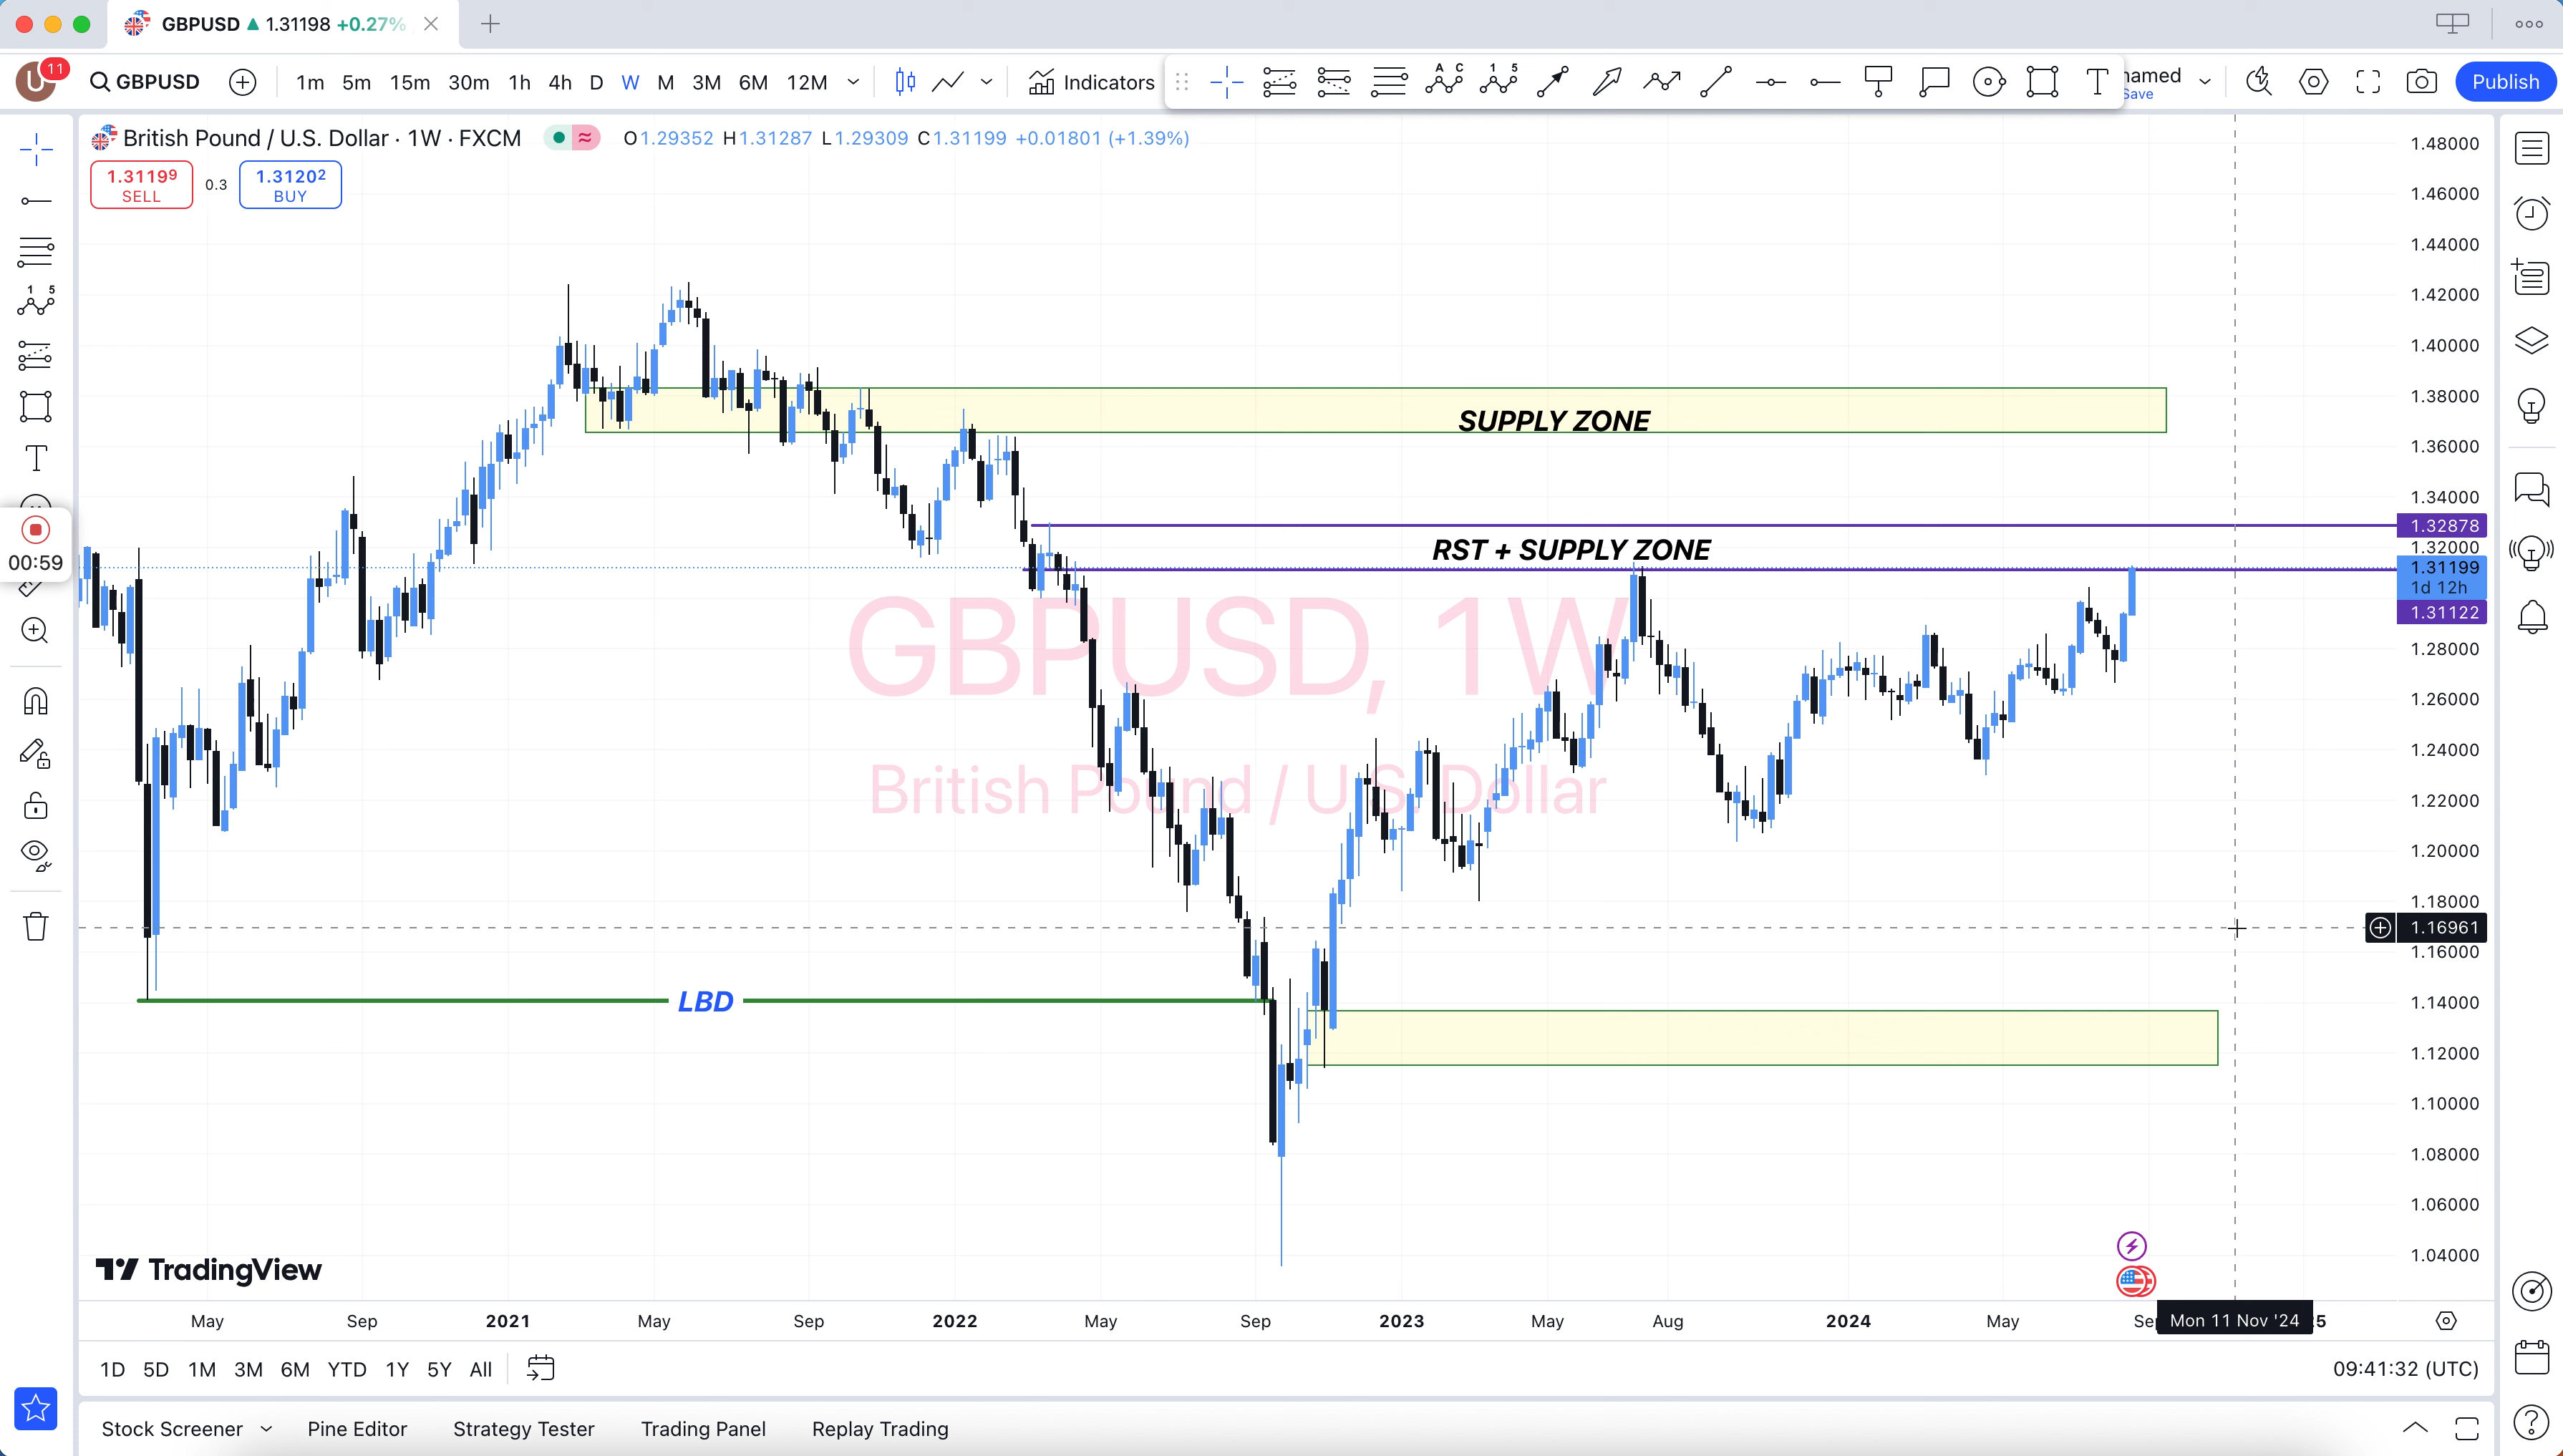 GBPUSD ▲ 1.31198 +0.27%
U 11 GBPUSD 1m 5m 15m 30m 1h 4h D W M 3M 6M 12M Indicators Save Publish
A C
1 5
T
British Pound / U.S. Dollar · 1W · FXCM O1.29352 H1.31287 L1.29309 C1.31199 +0.01801 (+1.39%)
1.31199 SELL
0.3
1.31202 BUY
1.48000
1.46000
1.44000
1.42000
1.40000
1.38000
SUPPLY ZONE
1.36000
1.34000
1.32878
RST + SUPPLY ZONE
1.32000
1.31199
1d 12h
1.31122
00:59
GBPUSD, 1W
British Pound / U.S. Dollar
1.28000
1.26000
1.24000
1.22000
1.20000
1.18000
1.16961
1.16000
LBD
1.14000
1.12000
1.10000
1.08000
1.06000
1.04000
TradingView
May Sep 2021 May Sep 2022 May Sep 2023 May Aug 2024 May Mon 11 Nov '24
1D 5D 1M 3M 6M YTD 1Y 5Y All
09:41:32 (UTC)
Stock Screener Pine Editor Strategy Tester Trading Panel Replay Trading